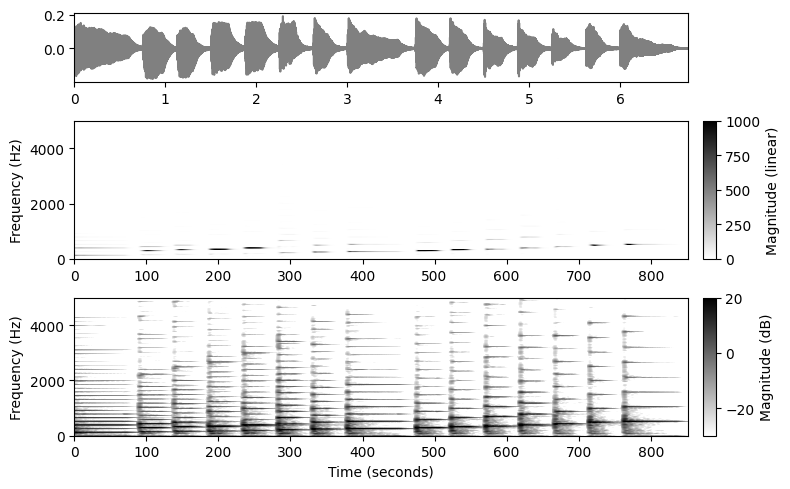 0.2
0.0
0 1 2 3 4 5 6
Frequency (Hz)
4000
2000
0
0 100 200 300 400 500 600 700 800
1000
750
500
250
0
Magnitude (linear)
Frequency (Hz)
4000
2000
0
0 100 200 300 400 500 600 700 800
Time (seconds)
20
0
−20
Magnitude (dB)